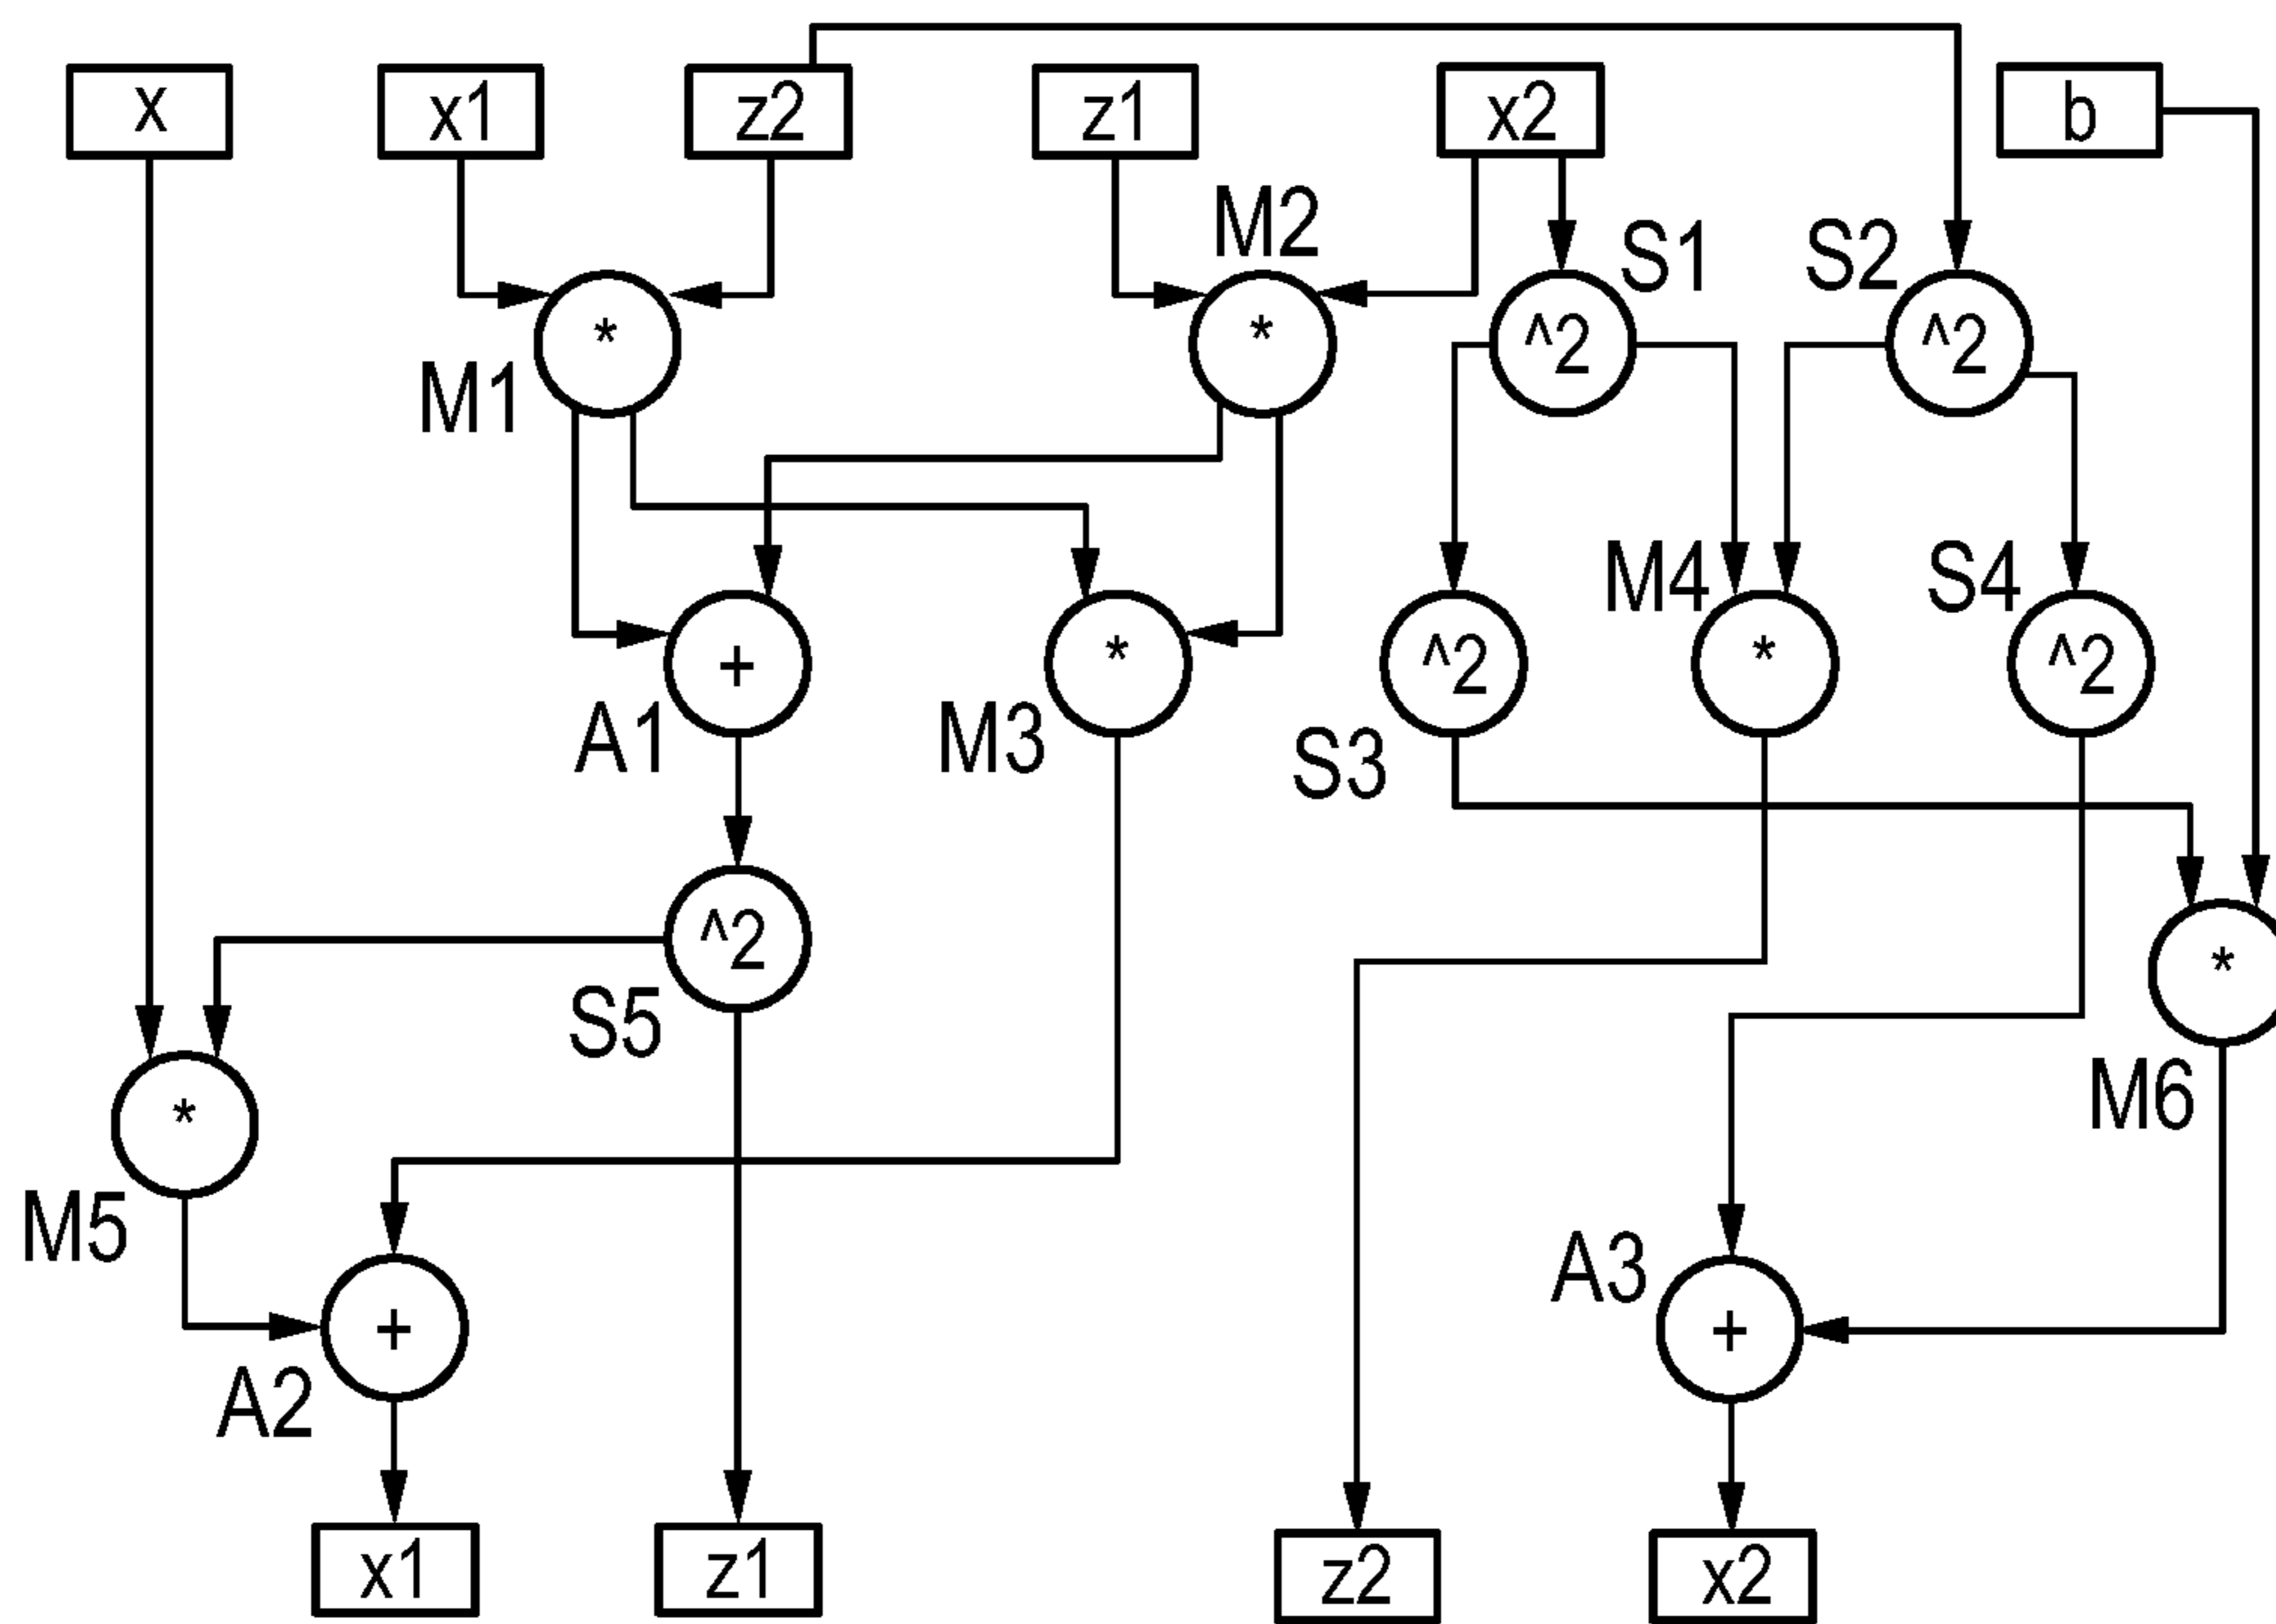 x x1 z2 z1 x2 b
M2 S1 S2
* * ^2 ^2
M1
M4 S4
+ * ^2 * ^2
A1 M3 S3
^2 *
S5 M6
*
M5 A3
+ +
A2
x1 z1 z2 x2